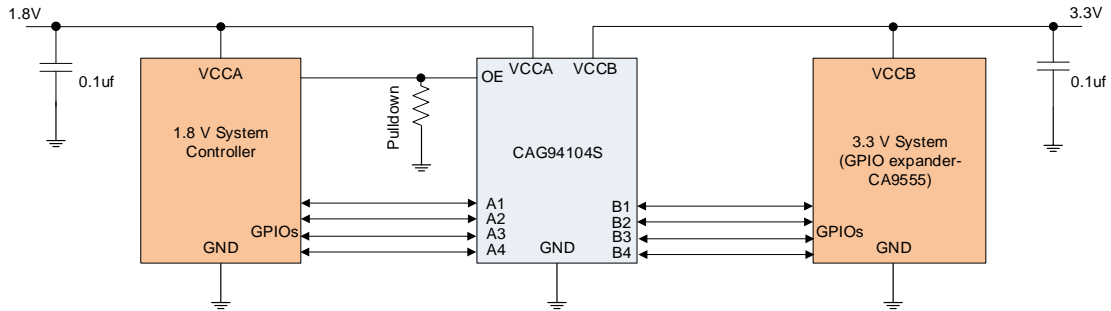 1.8V
3.3V
0.1uf
VCCA
OE
VCCA
VCCB
VCCB
0.1uf
Pulldown
1.8 V System
Controller
CAG94104S
3.3 V System
(GPIO expander-
CA9555)
A1
A2
A3
A4
B1
B2
B3
B4
GPIOs
GPIOs
GND
GND
GND